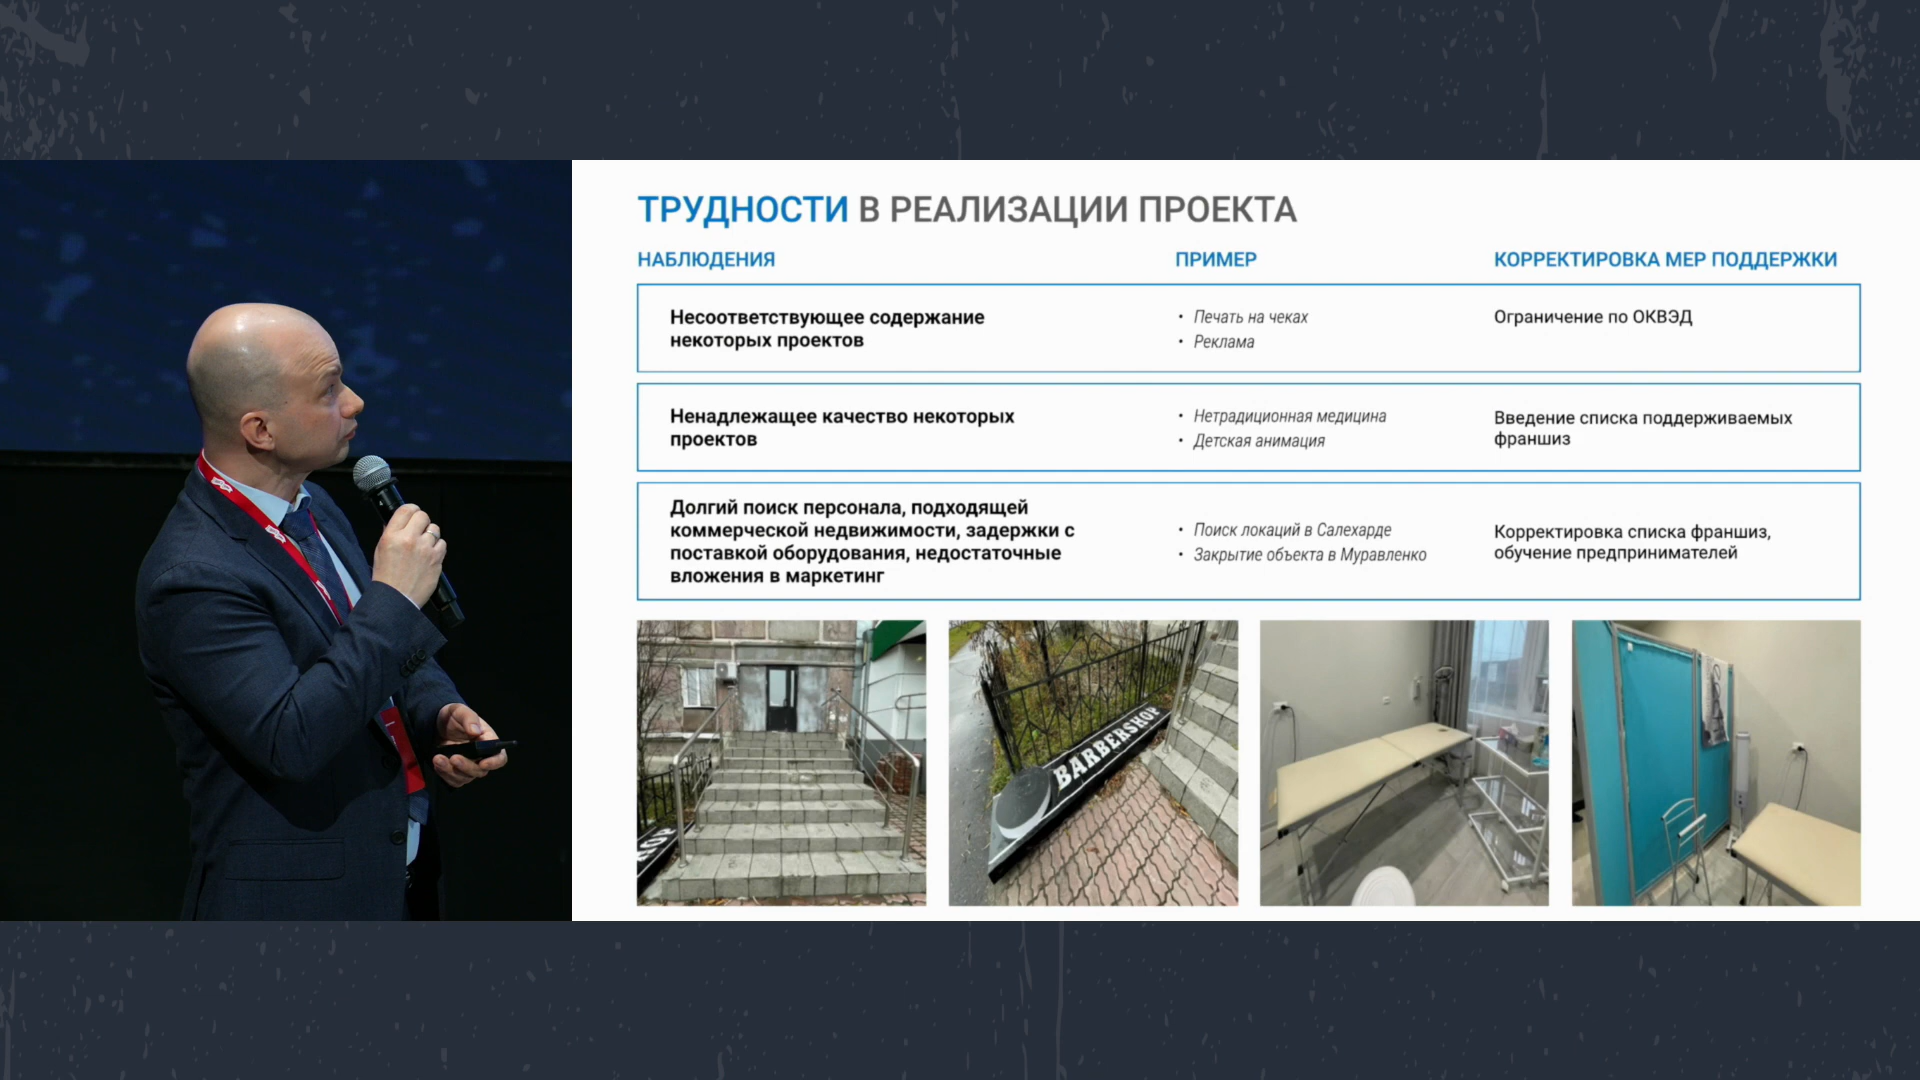 ТРУДНОСТИ В РЕАЛИЗАЦИИ ПРОЕКТА
НАБЛЮДЕНИЯ
ПРИМЕР
КОРРЕКТИРОВКА МЕР ПОДДЕРЖКИ
Несоответствующее содержание
некоторых проектов
• Печать на чеках
• Реклама
Ограничение по ОКВЭД
Ненадлежащее качество некоторых
проектов
• Нетрадиционная медицина
• Детская анимация
Введение списка поддерживаемых
франшиз
Долгий поиск персонала, подходящей
коммерческой недвижимости, задержки с
поставкой оборудования, недостаточные
вложения в маркетинг
• Поиск локаций в Салехарде
• Закрытие объекта в Муравленко
Корректировка списка франшиз,
обучение предпринимателей
BARBERSHOP